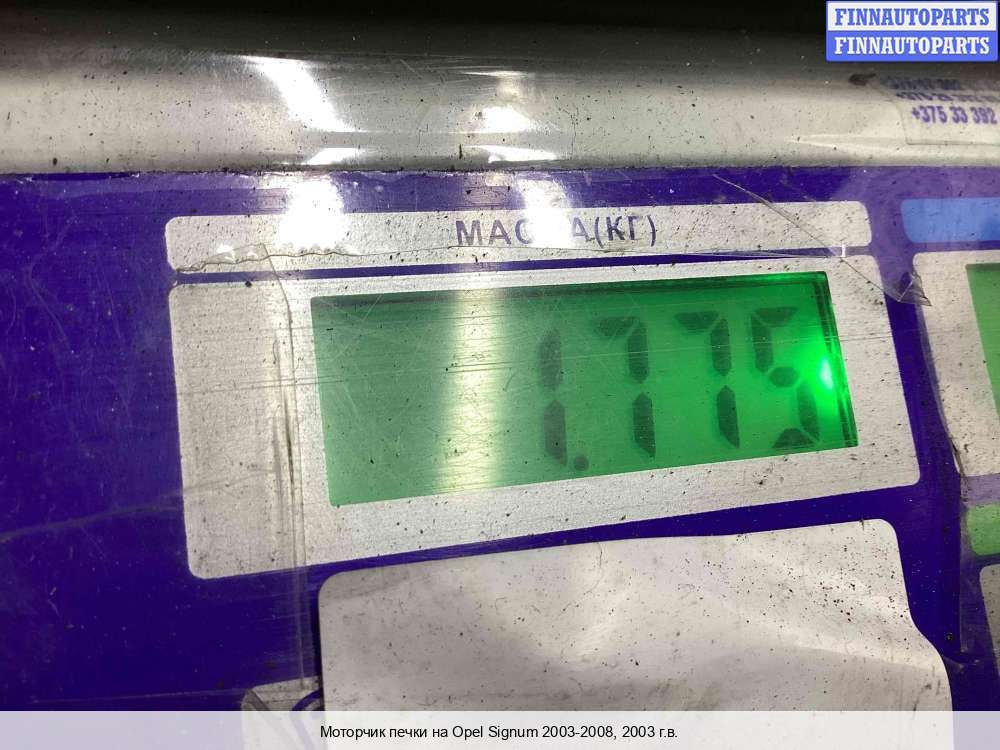 FINNAUTOPARTS
FINNAUTOPARTS
+375 33 392
МАССА(КГ)
1.775
Моторчик печки на Opel Signum 2003-2008, 2003 г.в.